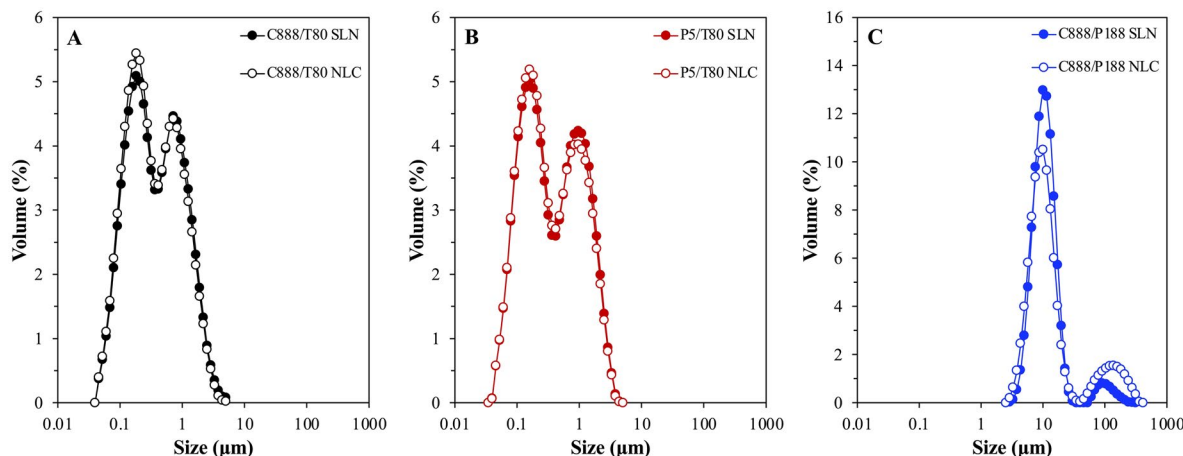 A
C888/T80 SLN
C888/T80 NLC
6
5
4
3
2
1
0
Volume (%)
0.01 0.1 1 10 100 1000
Size (µm)
B
P5/T80 SLN
P5/T80 NLC
6
5
4
3
2
1
0
Volume (%)
0.01 0.1 1 10 100 1000
Size (µm)
C
C888/P188 SLN
C888/P188 NLC
16
14
12
10
8
6
4
2
0
Volume (%)
0.01 0.1 1 10 100 1000
Size (µm)